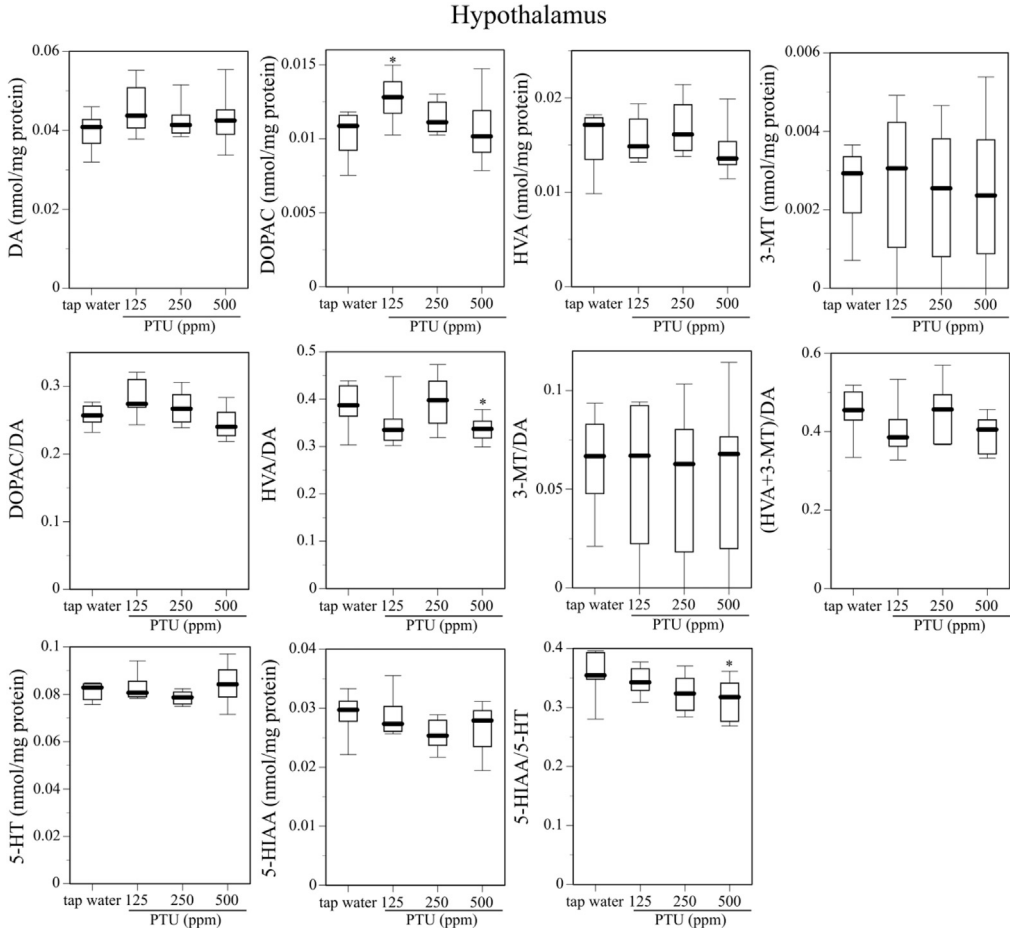 Hypothalamus
DA (nmol/mg protein)
0.06
0.04
0.02
0
tap water 125 250 500
PTU (ppm)
DOPAC (nmol/mg protein)
0.015
0.01
0.005
0
*
tap water 125 250 500
PTU (ppm)
HVA (nmol/mg protein)
0.02
0.01
0
tap water 125 250 500
PTU (ppm)
3-MT (nmol/mg protein)
0.006
0.004
0.002
0
tap water 125 250 500
PTU (ppm)
DOPAC/DA
0.3
0.2
0.1
0
tap water 125 250 500
PTU (ppm)
HVA/DA
0.5
0.4
0.3
0.2
0.1
0
*
tap water 125 250 500
PTU (ppm)
3-MT/DA
0.1
0.05
0
tap water 125 250 500
PTU (ppm)
(HVA+3-MT)/DA
0.6
0.4
0.2
0
tap water 125 250 500
PTU (ppm)
5-HT (nmol/mg protein)
0.1
0.08
0.06
0.04
0.02
0
tap water 125 250 500
PTU (ppm)
5-HIAA (nmol/mg protein)
0.04
0.03
0.02
0.01
0
tap water 125 250 500
PTU (ppm)
5-HIAA/5-HT
0.4
0.3
0.2
0.1
0
*
tap water 125 250 500
PTU (ppm)